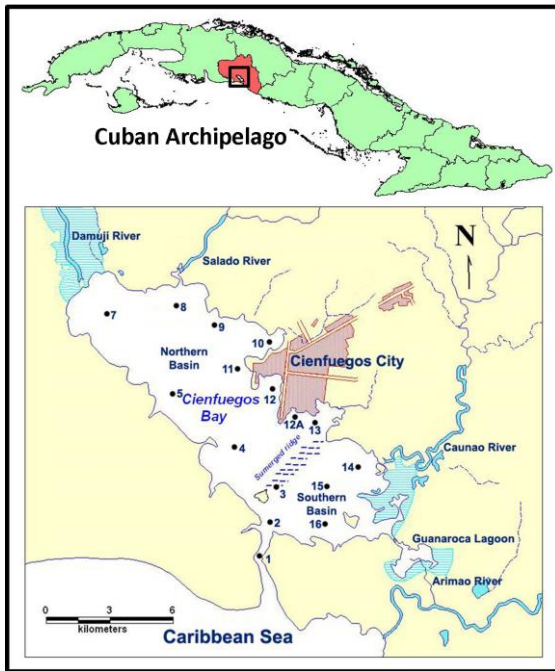 Cuban Archipelago
Damuji River
N
Salado River
7
8
9
Northern
Basin
10
11
Cienfuegos City
12
5
Cienfuegos
Bay
12A
13
4
Sumerged ridge
Caunao River
14
3
15
Southern
Basin
2
16
Guanaroca Lagoon
1
Arimao River
0 3 6
kilometers
Caribbean Sea